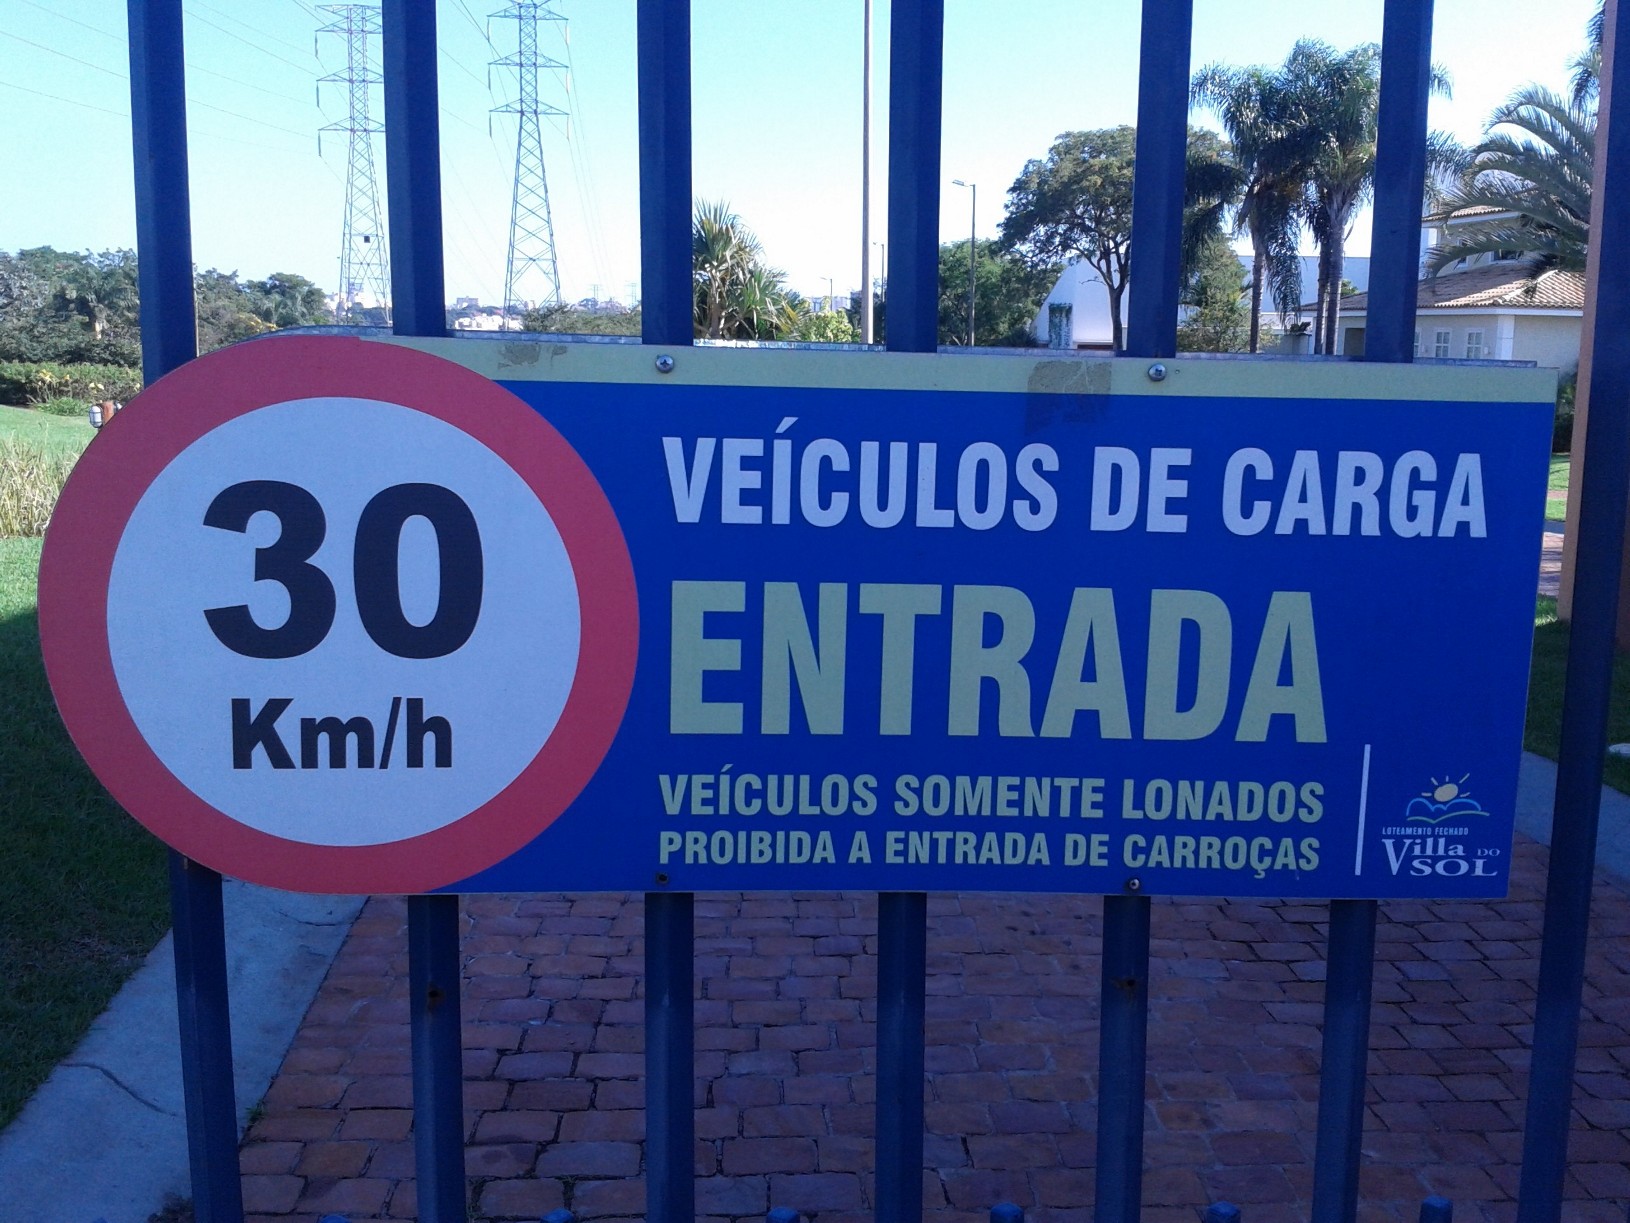 30
Km/h
VEÍCULOS DE CARGA
ENTRADA
VEÍCULOS SOMENTE LONADOS
PROIBIDA A ENTRADA DE CARROÇAS
LOTEAMENTO FECHADO
Villa DO
SOL